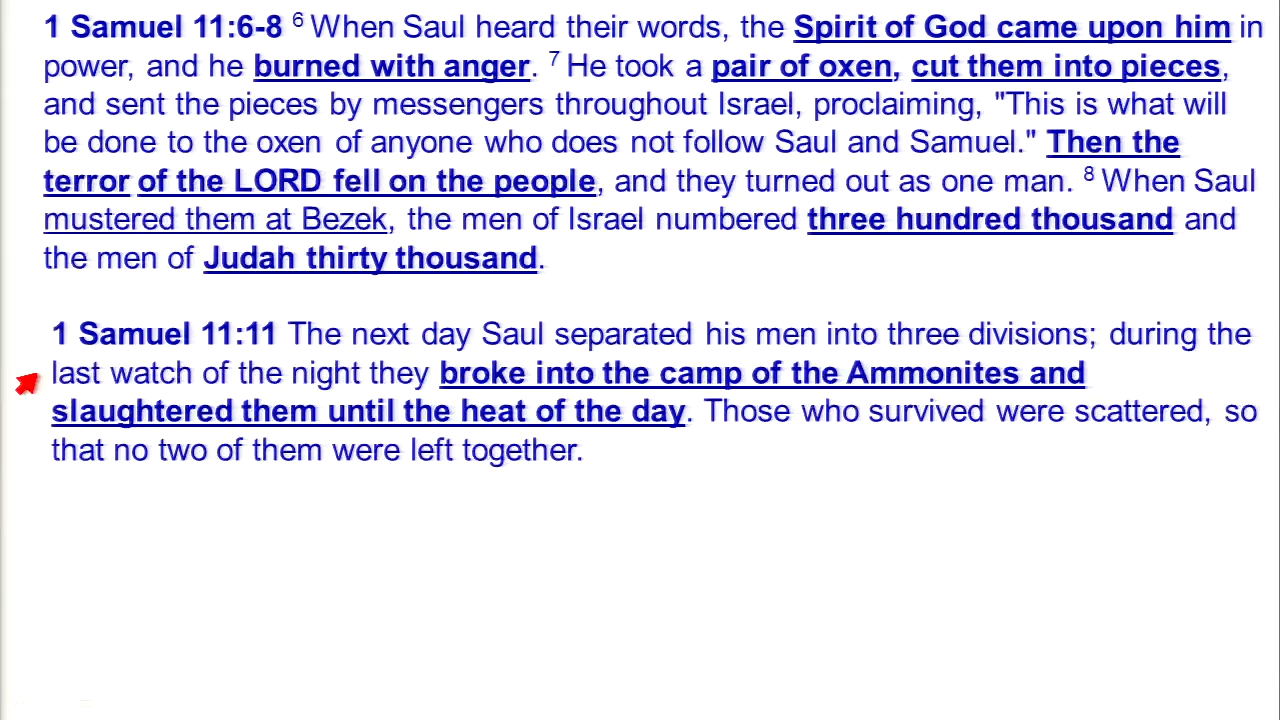 1 Samuel 11:6-8 6 When Saul heard their words, the Spirit of God came upon him in
power, and he burned with anger. 7 He took a pair of oxen, cut them into pieces,
and sent the pieces by messengers throughout Israel, proclaiming, "This is what will
be done to the oxen of anyone who does not follow Saul and Samuel." Then the
terror of the LORD fell on the people, and they turned out as one man. 8 When Saul
mustered them at Bezek, the men of Israel numbered three hundred thousand and
the men of Judah thirty thousand.
1 Samuel 11:11 The next day Saul separated his men into three divisions; during the
last watch of the night they broke into the camp of the Ammonites and
slaughtered them until the heat of the day. Those who survived were scattered, so
that no two of them were left together.